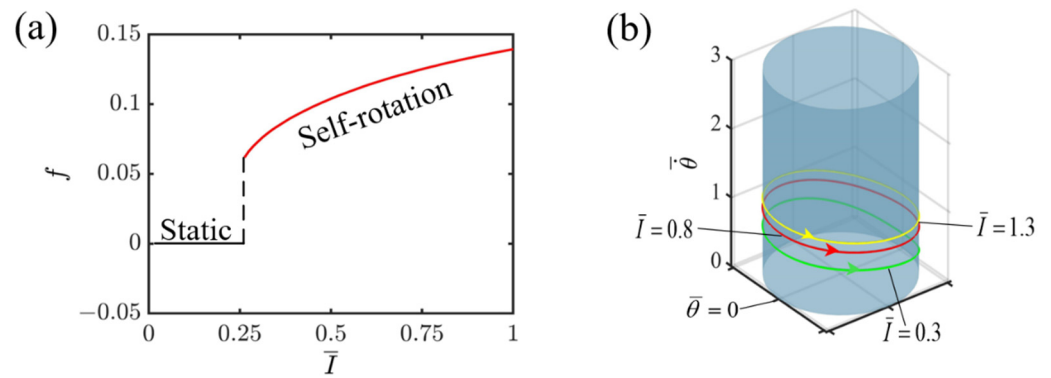 (a)
0.15
0.1
0.05
0
−0.05
f
Static
Self-rotation
0
0.25
0.5
0.75
1
I̅
(b)
3
2
1
0
θ̇̅
I̅ = 0.8
I̅ = 1.3
θ̅ = 0
I̅ = 0.3